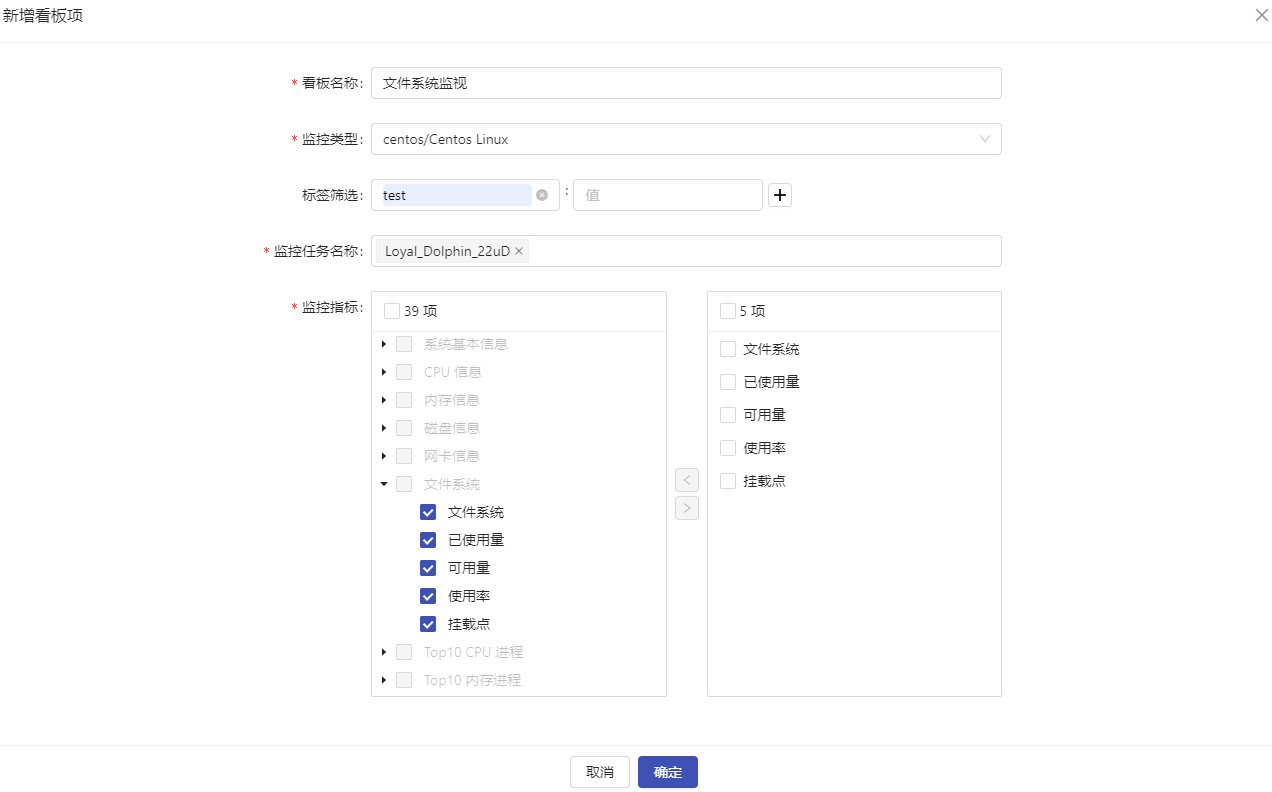 新增看板项
* 看板名称: 文件系统监视
* 监控类型: centos/Centos Linux
标签筛选: test : 值
* 监控任务名称: Loyal_Dolphin_22uD
* 监控指标:
39 项
系统基本信息
CPU 信息
内存信息
磁盘信息
网卡信息
文件系统
文件系统
已使用量
可用量
使用率
挂载点
Top10 CPU 进程
Top10 内存进程
5 项
文件系统
已使用量
可用量
使用率
挂载点
取消 确定